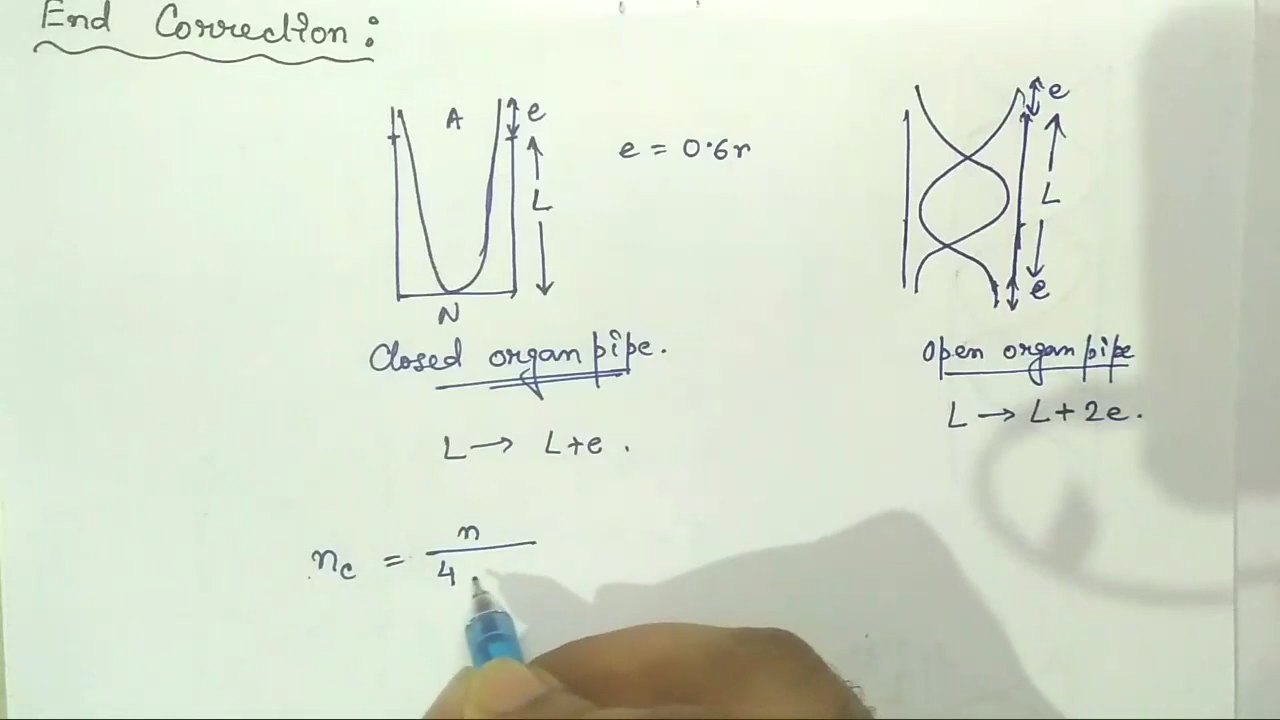 End Correction:
A
e
L
N
e = 0.6r
e
L
e
Closed organ pipe.
Open organ pipe
L → L+e.
L → L+2e.
nc = n
4